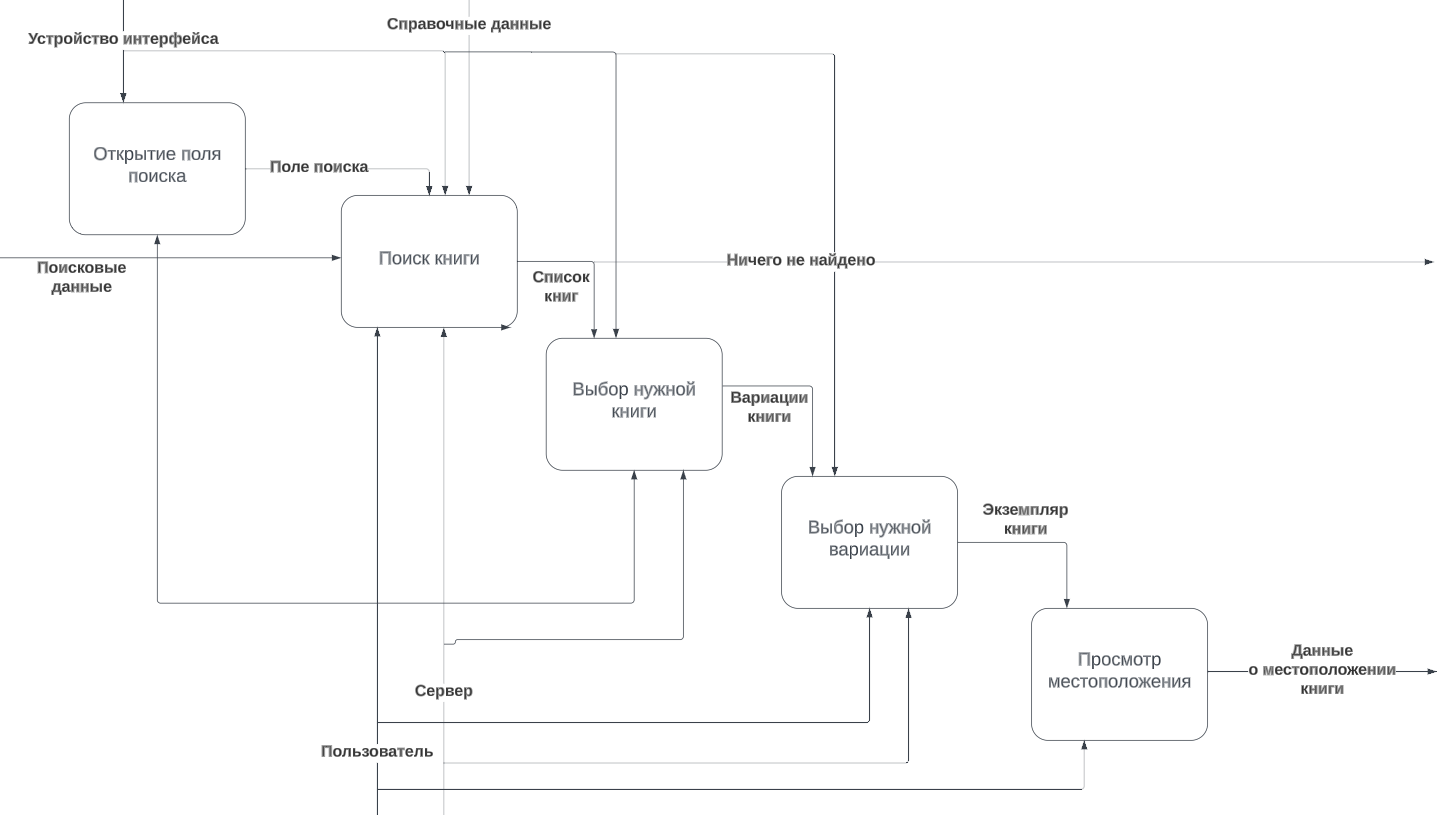 Справочные данные
Устройство интерфейса
Открытие поля
поиска
Поле поиска
Поиск книги
Поисковые
данные
Ничего не найдено
Список
книг
Выбор нужной
книги
Вариации
книги
Экземпляр
книги
Выбор нужной
вариации
Просмотр
местоположения
Данные
о местоположении
книги
Сервер
Пользователь